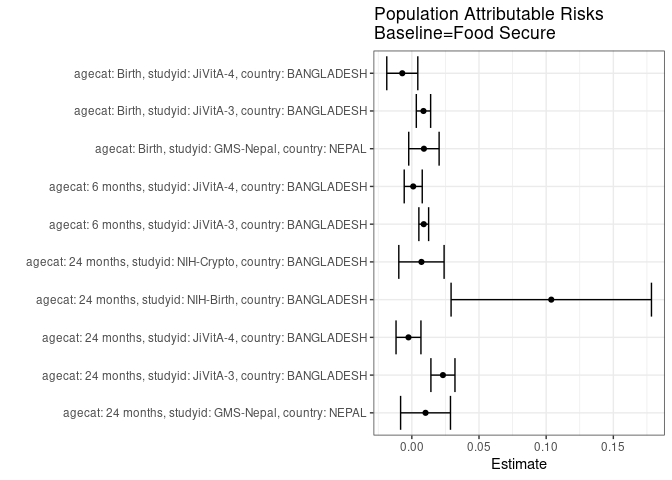 Population Attributable Risks
Baseline=Food Secure
agecat: Birth, studyid: JiVitA-4, country: BANGLADESH
agecat: Birth, studyid: JiVitA-3, country: BANGLADESH
agecat: Birth, studyid: GMS-Nepal, country: NEPAL
agecat: 6 months, studyid: JiVitA-4, country: BANGLADESH
agecat: 6 months, studyid: JiVitA-3, country: BANGLADESH
agecat: 24 months, studyid: NIH-Crypto, country: BANGLADESH
agecat: 24 months, studyid: NIH-Birth, country: BANGLADESH
agecat: 24 months, studyid: JiVitA-4, country: BANGLADESH
agecat: 24 months, studyid: JiVitA-3, country: BANGLADESH
agecat: 24 months, studyid: GMS-Nepal, country: NEPAL
0.00 0.05 0.10 0.15
Estimate